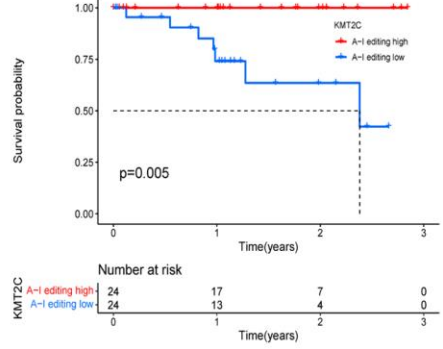 1.00
0.75
0.50
0.25
0.00
Survival probability
KMT2C
A-I editing high
A-I editing low
p=0.005
0 1 2 3
Time(years)
Number at risk
KMT2C
A-I editing high 24 17 7 0
A-I editing low 24 13 4 0
0 1 2 3
Time(years)